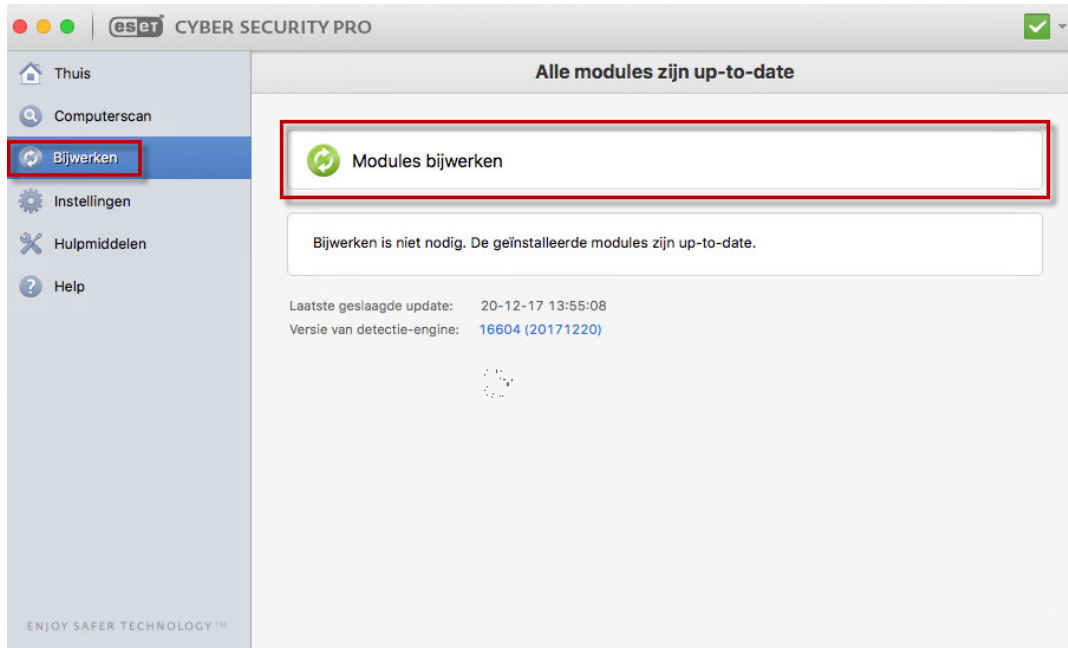 eseт CYBER SECURITY PRO
Thuis
Computerscan
Bijwerken
Instellingen
Hulpmiddelen
Help
ENJOY SAFER TECHNOLOGY™
Alle modules zijn up-to-date
Modules bijwerken
Bijwerken is niet nodig. De geïnstalleerde modules zijn up-to-date.
Laatste geslaagde update: 20-12-17 13:55:08
Versie van detectie-engine: 16604 (20171220)